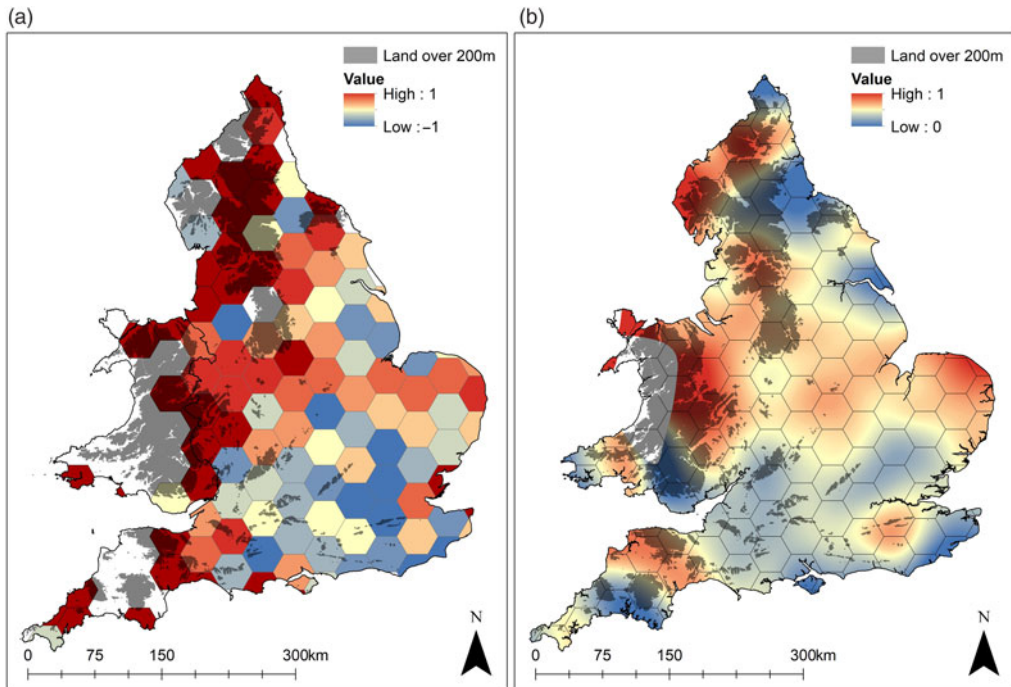 (a)
Land over 200m
Value
High : 1
Low : –1
N
0 75 150 300km
(b)
Land over 200m
Value
High : 1
Low : 0
N
0 75 150 300km